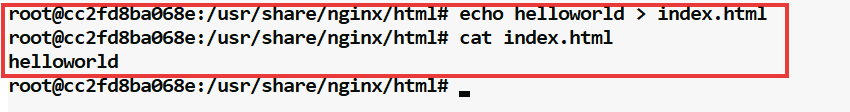 root@cc2fd8ba068e:/usr/share/nginx/html# echo helloworld > index.html
root@cc2fd8ba068e:/usr/share/nginx/html# cat index.html
helloworld
root@cc2fd8ba068e:/usr/share/nginx/html#